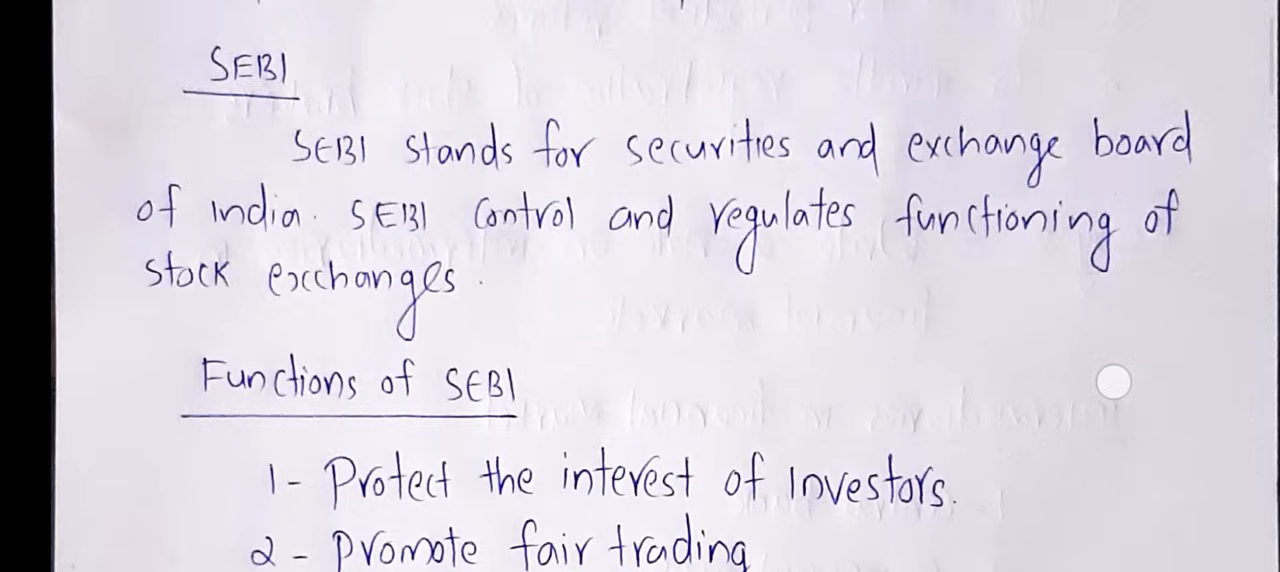 SEBI
SEBI stands for securities and exchange board
of india. SEBI control and regulates functioning of
stock exchanges.
Functions of SEBI
1- Protect the interest of investors.
2- Promote fair trading